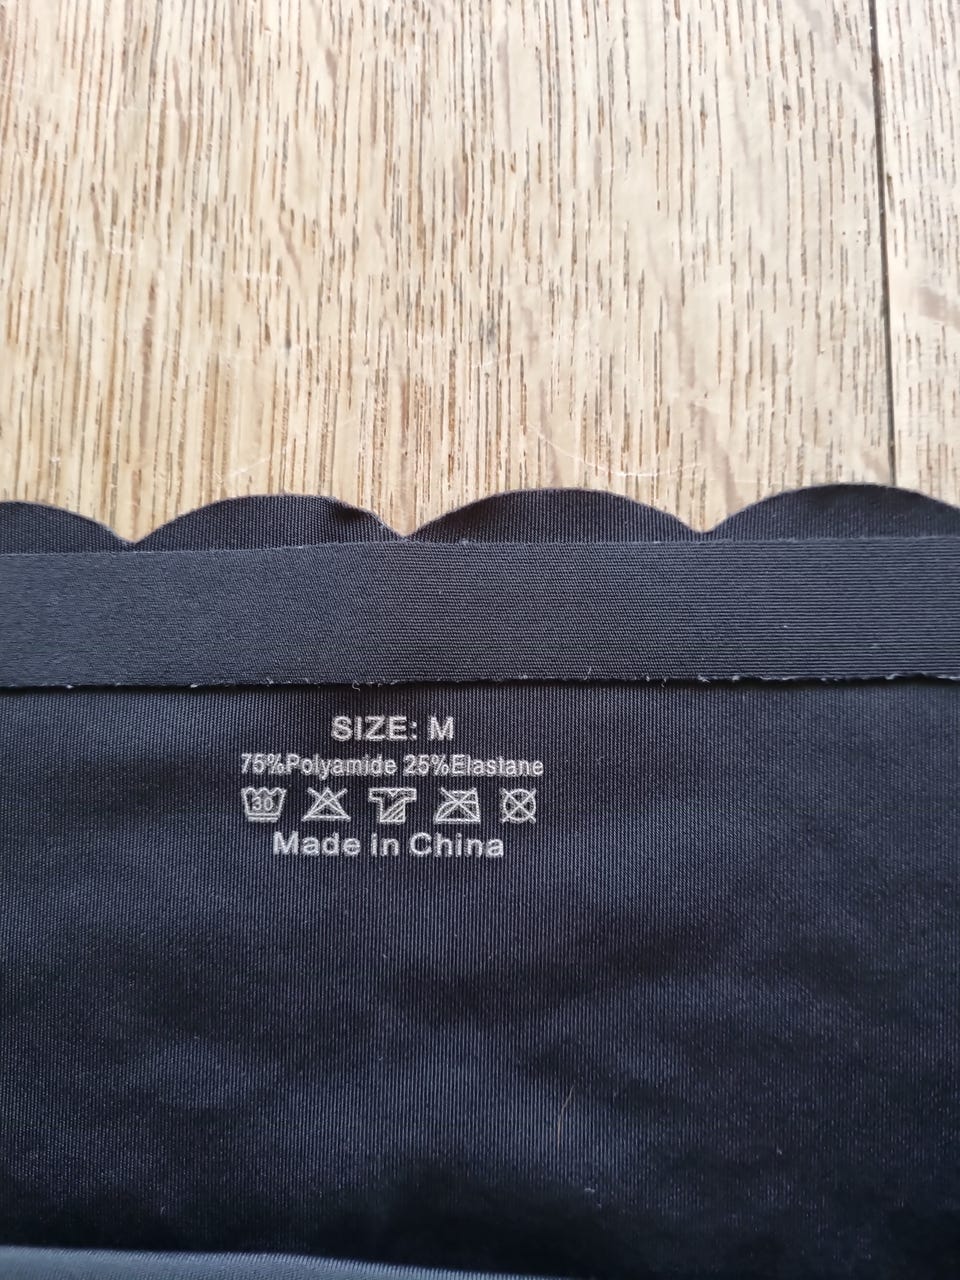 SIZE: M
75%Polyamide 25%Elastane
30
Made in China